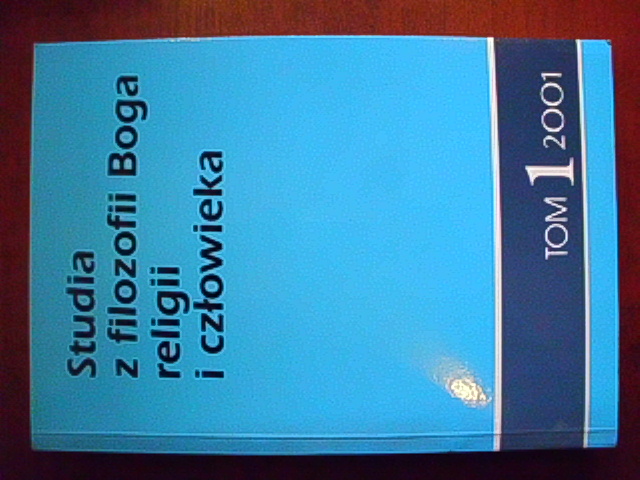 Studia
z filozofii Boga
religii
i człowieka
TOM 1 2001